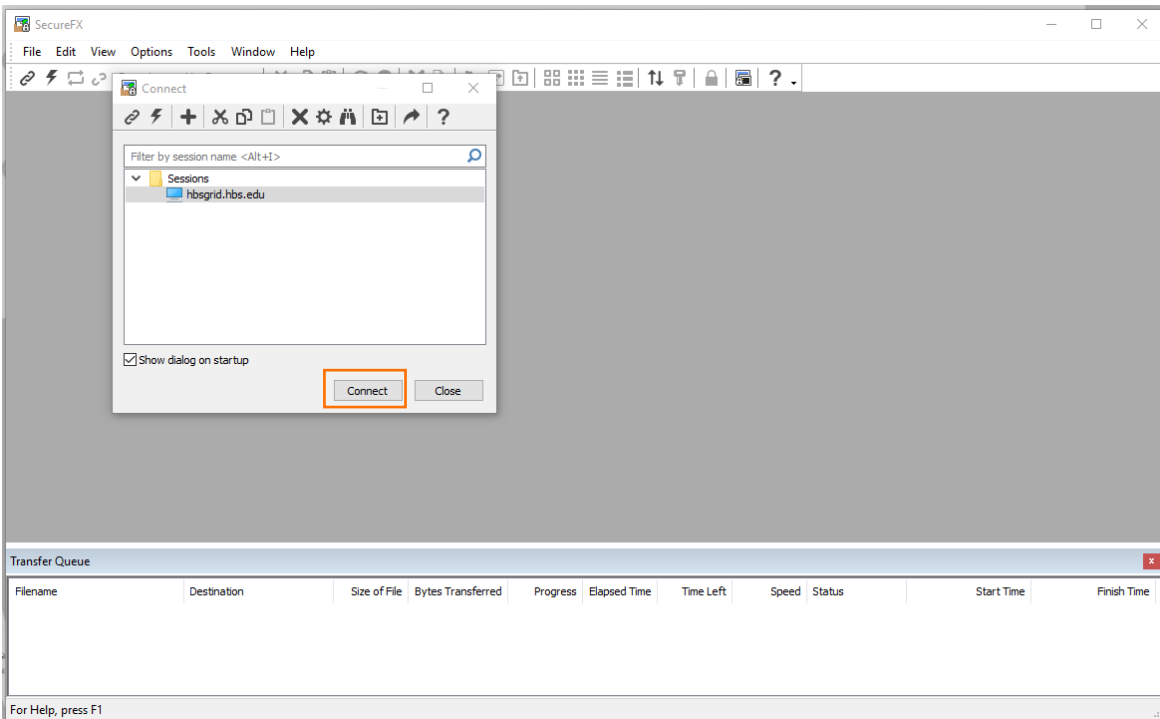 SecureFX
File Edit View Options Tools Window Help
Connect
Filter by session name <Alt+I>
Sessions
hbsgrid.hbs.edu
Show dialog on startup
Connect Close
Transfer Queue
Filename Destination Size of File Bytes Transferred Progress Elapsed Time Time Left Speed Status Start Time Finish Time
For Help, press F1